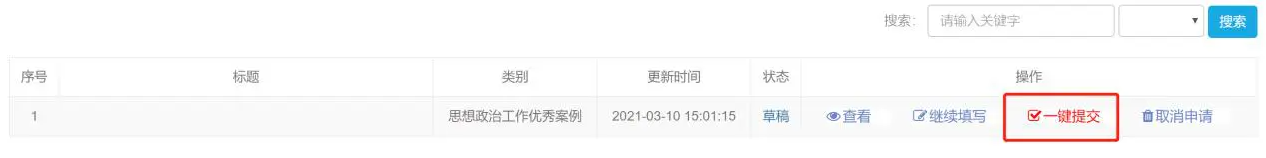 搜索: 请输入关键字 搜索
序号 标题 类别 更新时间 状态 操作
1 思想政治工作优秀案例 2021-03-10 15:01:15 草稿 查看 继续填写 一键提交 取消申请